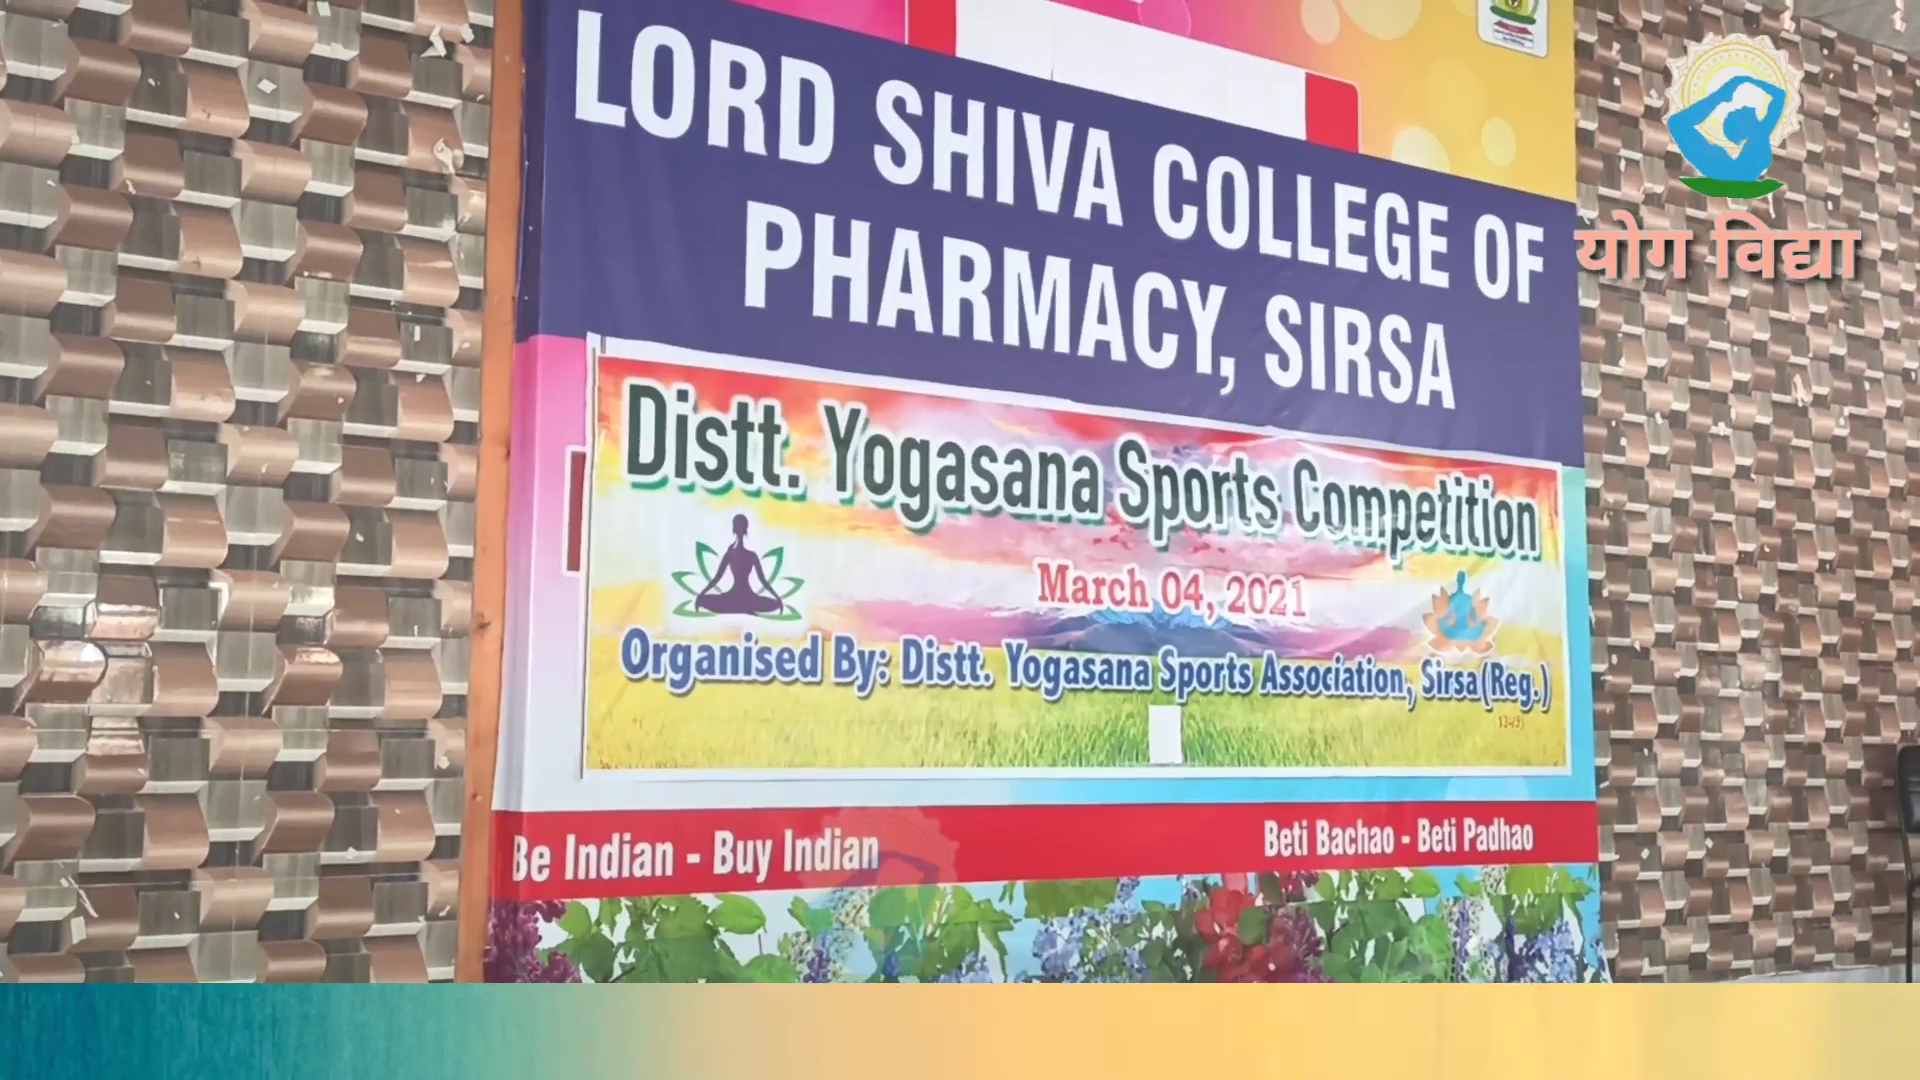 LORD SHIVA COLLEGE OF
PHARMACY, SIRSA
योग विद्या
Distt. Yogasana Sports Competition
March 04, 2021
Organised By: Distt. Yogasana Sports Association, Sirsa (Reg.)
Be Indian - Buy Indian
Beti Bachao - Beti Padhao